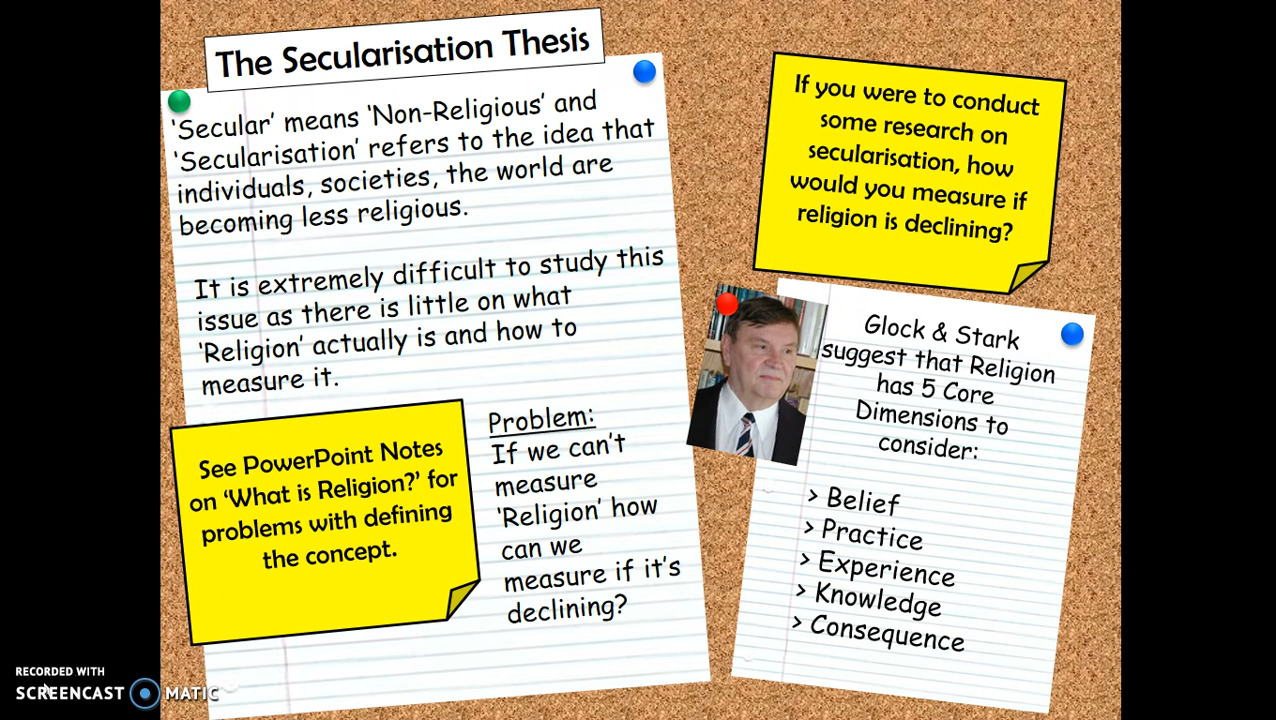 The Secularisation Thesis
'Secular' means 'Non-Religious' and
'Secularisation' refers to the idea that
individuals, societies, the world are
becoming less religious.
It is extremely difficult to study this
issue as there is little on what
'Religion' actually is and how to
measure it.
See PowerPoint Notes
on 'What is Religion?' for
problems with defining
the concept.
Problem:
If we can't
measure
'Religion' how
can we
measure if it's
declining?
If you were to conduct
some research on
secularisation, how
would you measure if
religion is declining?
Glock & Stark
suggest that Religion
has 5 Core
Dimensions to
consider:
> Belief
> Practice
> Experience
> Knowledge
> Consequence
RECORDED WITH
SCREENCAST MATIC